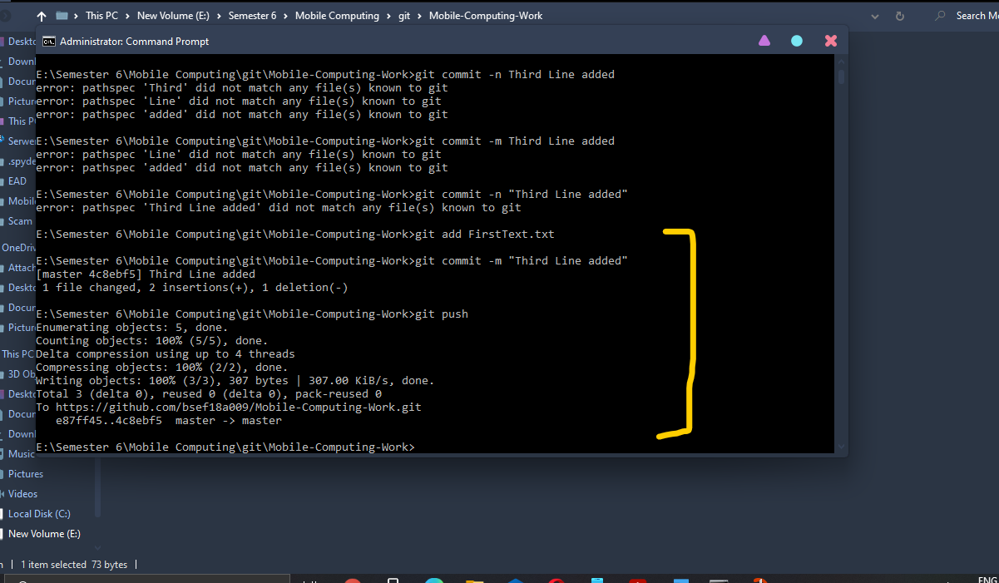 This PC > New Volume (E:) > Semester 6 > Mobile Computing > git > Mobile-Computing-Work
Search
Administrator: Command Prompt
E:\Semester 6\Mobile Computing\git\Mobile-Computing-Work>git commit -n Third Line added
error: pathspec 'Third' did not match any file(s) known to git
error: pathspec 'Line' did not match any file(s) known to git
error: pathspec 'added' did not match any file(s) known to git
E:\Semester 6\Mobile Computing\git\Mobile-Computing-Work>git commit -m Third Line added
error: pathspec 'Line' did not match any file(s) known to git
error: pathspec 'added' did not match any file(s) known to git
E:\Semester 6\Mobile Computing\git\Mobile-Computing-Work>git commit -n "Third Line added"
error: pathspec 'Third Line added' did not match any file(s) known to git
E:\Semester 6\Mobile Computing\git\Mobile-Computing-Work>git add FirstText.txt
E:\Semester 6\Mobile Computing\git\Mobile-Computing-Work>git commit -m "Third Line added"
[master 4c8ebf5] Third Line added
1 file changed, 2 insertions(+), 1 deletion(-)
E:\Semester 6\Mobile Computing\git\Mobile-Computing-Work>git push
Enumerating objects: 5, done.
Counting objects: 100% (5/5), done.
Delta compression using up to 4 threads
Compressing objects: 100% (2/2), done.
Writing objects: 100% (3/3), 307 bytes | 307.00 KiB/s, done.
Total 3 (delta 0), reused 0 (delta 0), pack-reused 0
To https://github.com/bsef18a009/Mobile-Computing-Work.git
e87ff45..4c8ebf5 master -> master
E:\Semester 6\Mobile Computing\git\Mobile-Computing-Work>
This PC
.spyde
EAD
Mobil
Scam
OneDriv
Attach
Deskto
Docum
Picture
This PC
3D Ob
Deskto
Docum
Downl
Music
Pictures
Videos
Local Disk (C:)
New Volume (E:)
1 item selected 73 bytes
ENG